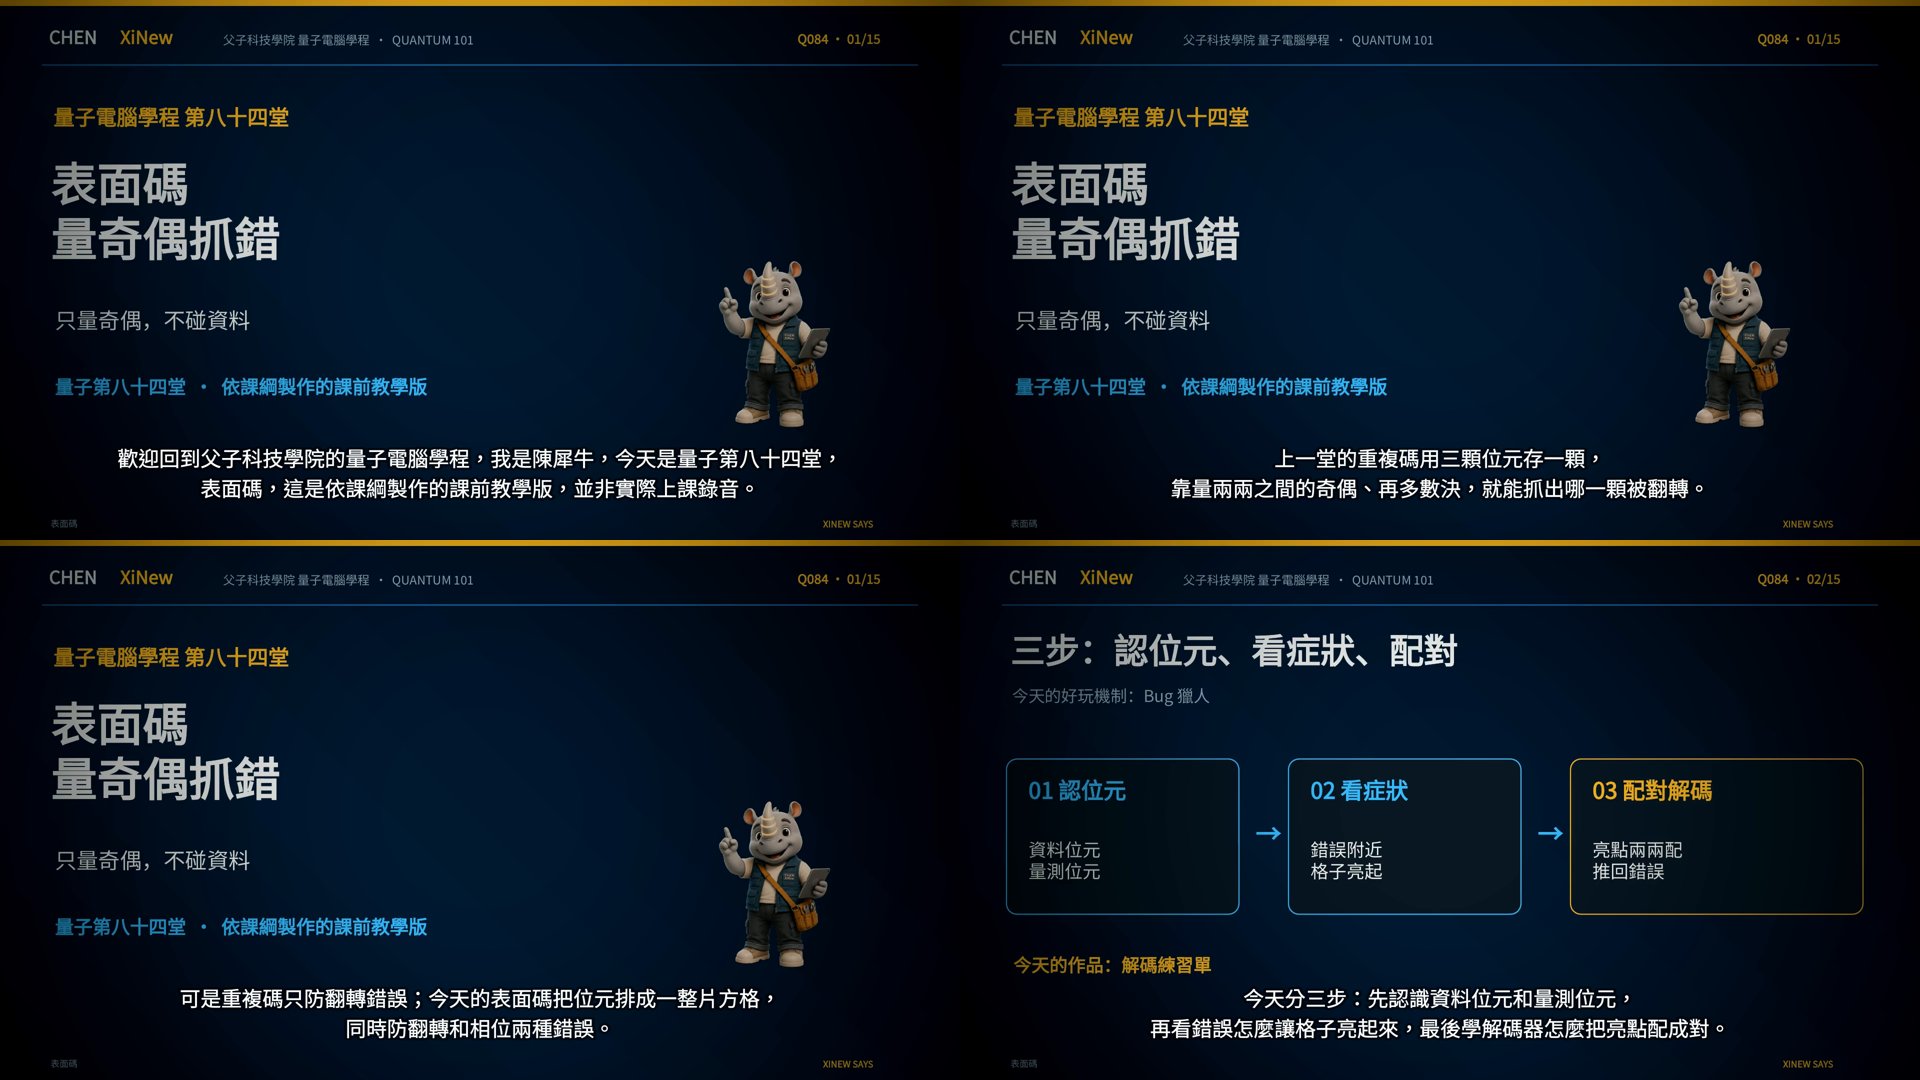 CHEN XiNew 父子科技學院 量子電腦學程 · QUANTUM 101 Q084 · 01/15
量子電腦學程 第八十四堂
表面碼
量奇偶抓錯
只量奇偶，不碰資料
量子第八十四堂 · 依課綱製作的課前教學版
歡迎回到父子科技學院的量子電腦學程，我是陳犀牛，今天是量子第八十四堂，
表面碼，這是依課綱製作的課前教學版，並非實際上課錄音。
表面碼 XINEW SAYS
CHEN XiNew 父子科技學院 量子電腦學程 · QUANTUM 101 Q084 · 01/15
量子電腦學程 第八十四堂
表面碼
量奇偶抓錯
只量奇偶，不碰資料
量子第八十四堂 · 依課綱製作的課前教學版
上一堂的重複碼用三顆位元存一顆，
靠量兩兩之間的奇偶、再多數決，就能抓出哪一顆被翻轉。
表面碼 XINEW SAYS
CHEN XiNew 父子科技學院 量子電腦學程 · QUANTUM 101 Q084 · 01/15
量子電腦學程 第八十四堂
表面碼
量奇偶抓錯
只量奇偶，不碰資料
量子第八十四堂 · 依課綱製作的課前教學版
可是重複碼只防翻轉錯誤；今天的表面碼把位元排成一整片方格，
同時防翻轉和相位兩種錯誤。
表面碼 XINEW SAYS
CHEN XiNew 父子科技學院 量子電腦學程 · QUANTUM 101 Q084 · 02/15
三步：認位元、看症狀、配對
今天的好玩機制：Bug 獵人
01 認位元
資料位元
量測位元
→
02 看症狀
錯誤附近
格子亮起
→
03 配對解碼
亮點兩兩配
推回錯誤
今天的作品：解碼練習單
今天分三步：先認識資料位元和量測位元，
再看錯誤怎麼讓格子亮起來，最後學解碼器怎麼把亮點配成對。
表面碼 XINEW SAYS